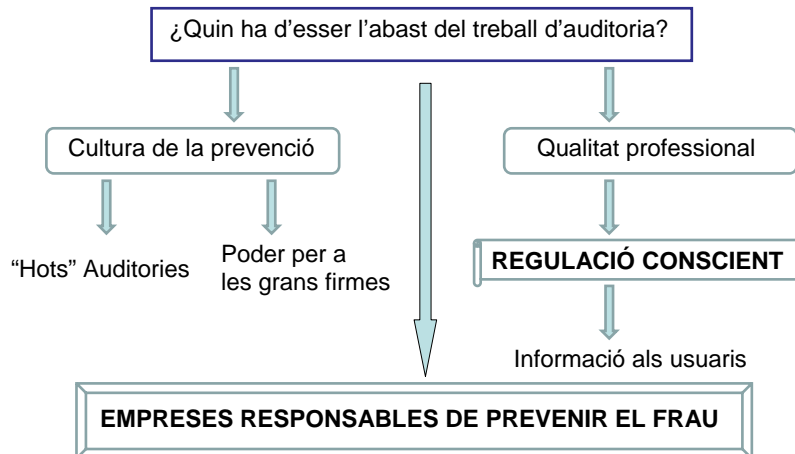 ¿Quin ha d’esser l’abast del treball d’auditoria?
Cultura de la prevenció
Qualitat professional
“Hots” Auditories
Poder per a
les grans firmes
REGULACIÓ CONSCIENT
Informació als usuaris
EMPRESES RESPONSABLES DE PREVENIR EL FRAU